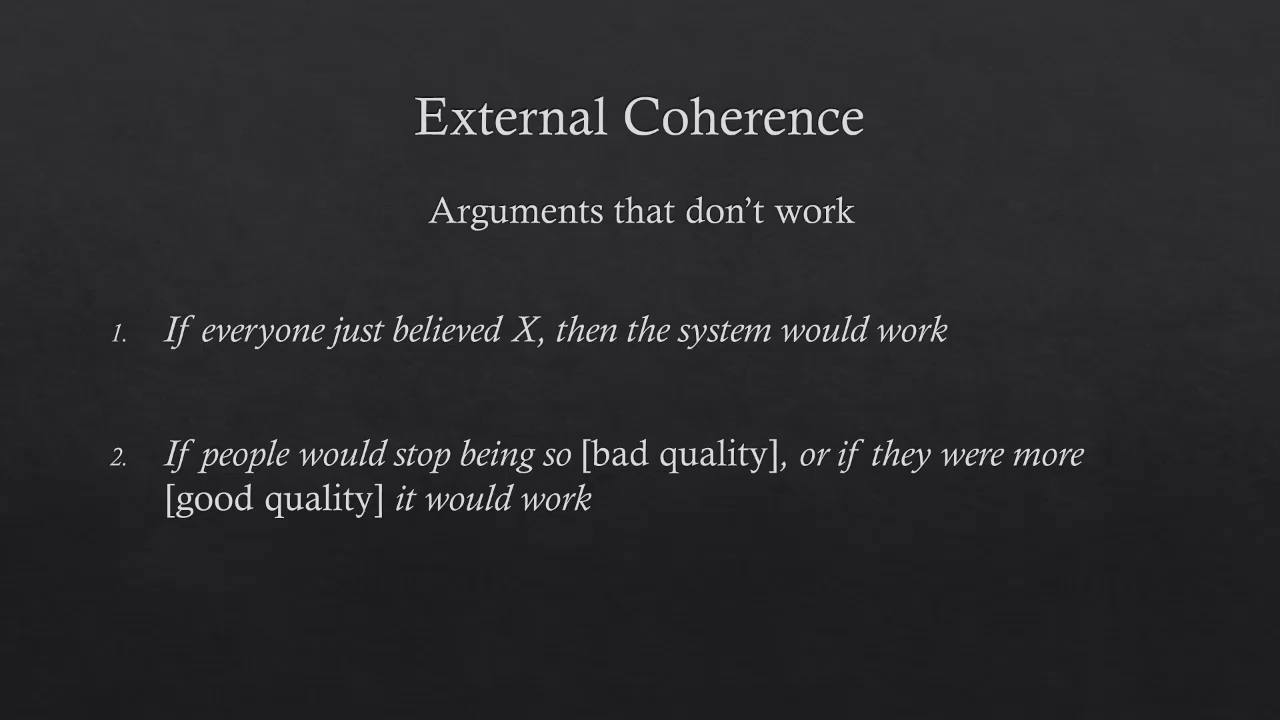 External Coherence
Arguments that don’t work
1. If everyone just believed X, then the system would work
2. If people would stop being so [bad quality], or if they were more
[good quality] it would work